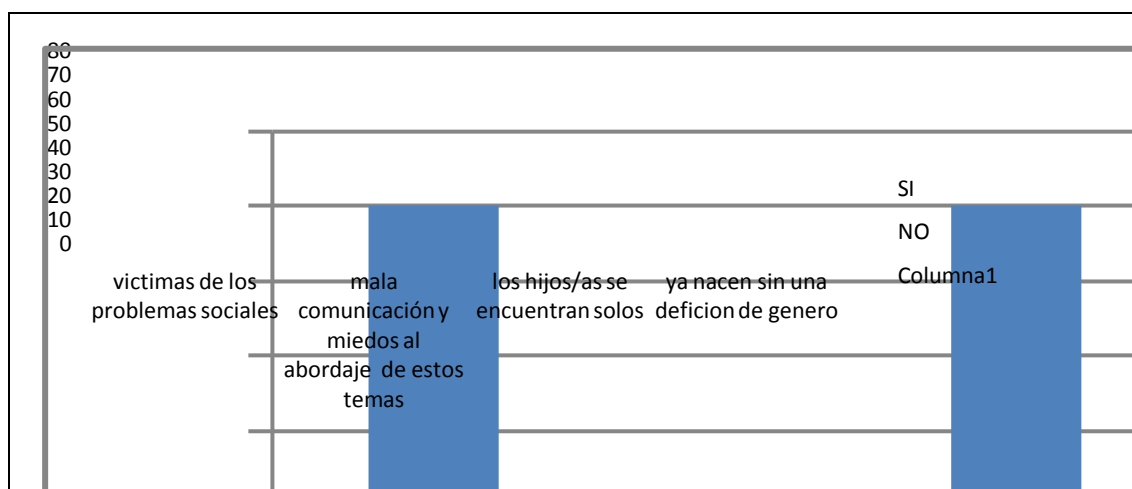 80
70
60
50
40
30
20
10
0
SI
NO
Columna1
victimas de los
problemas sociales
mala
comunicación y
miedos al
abordaje de estos
temas
los hijos/as se
encuentran solos
ya nacen sin una
deficion de genero